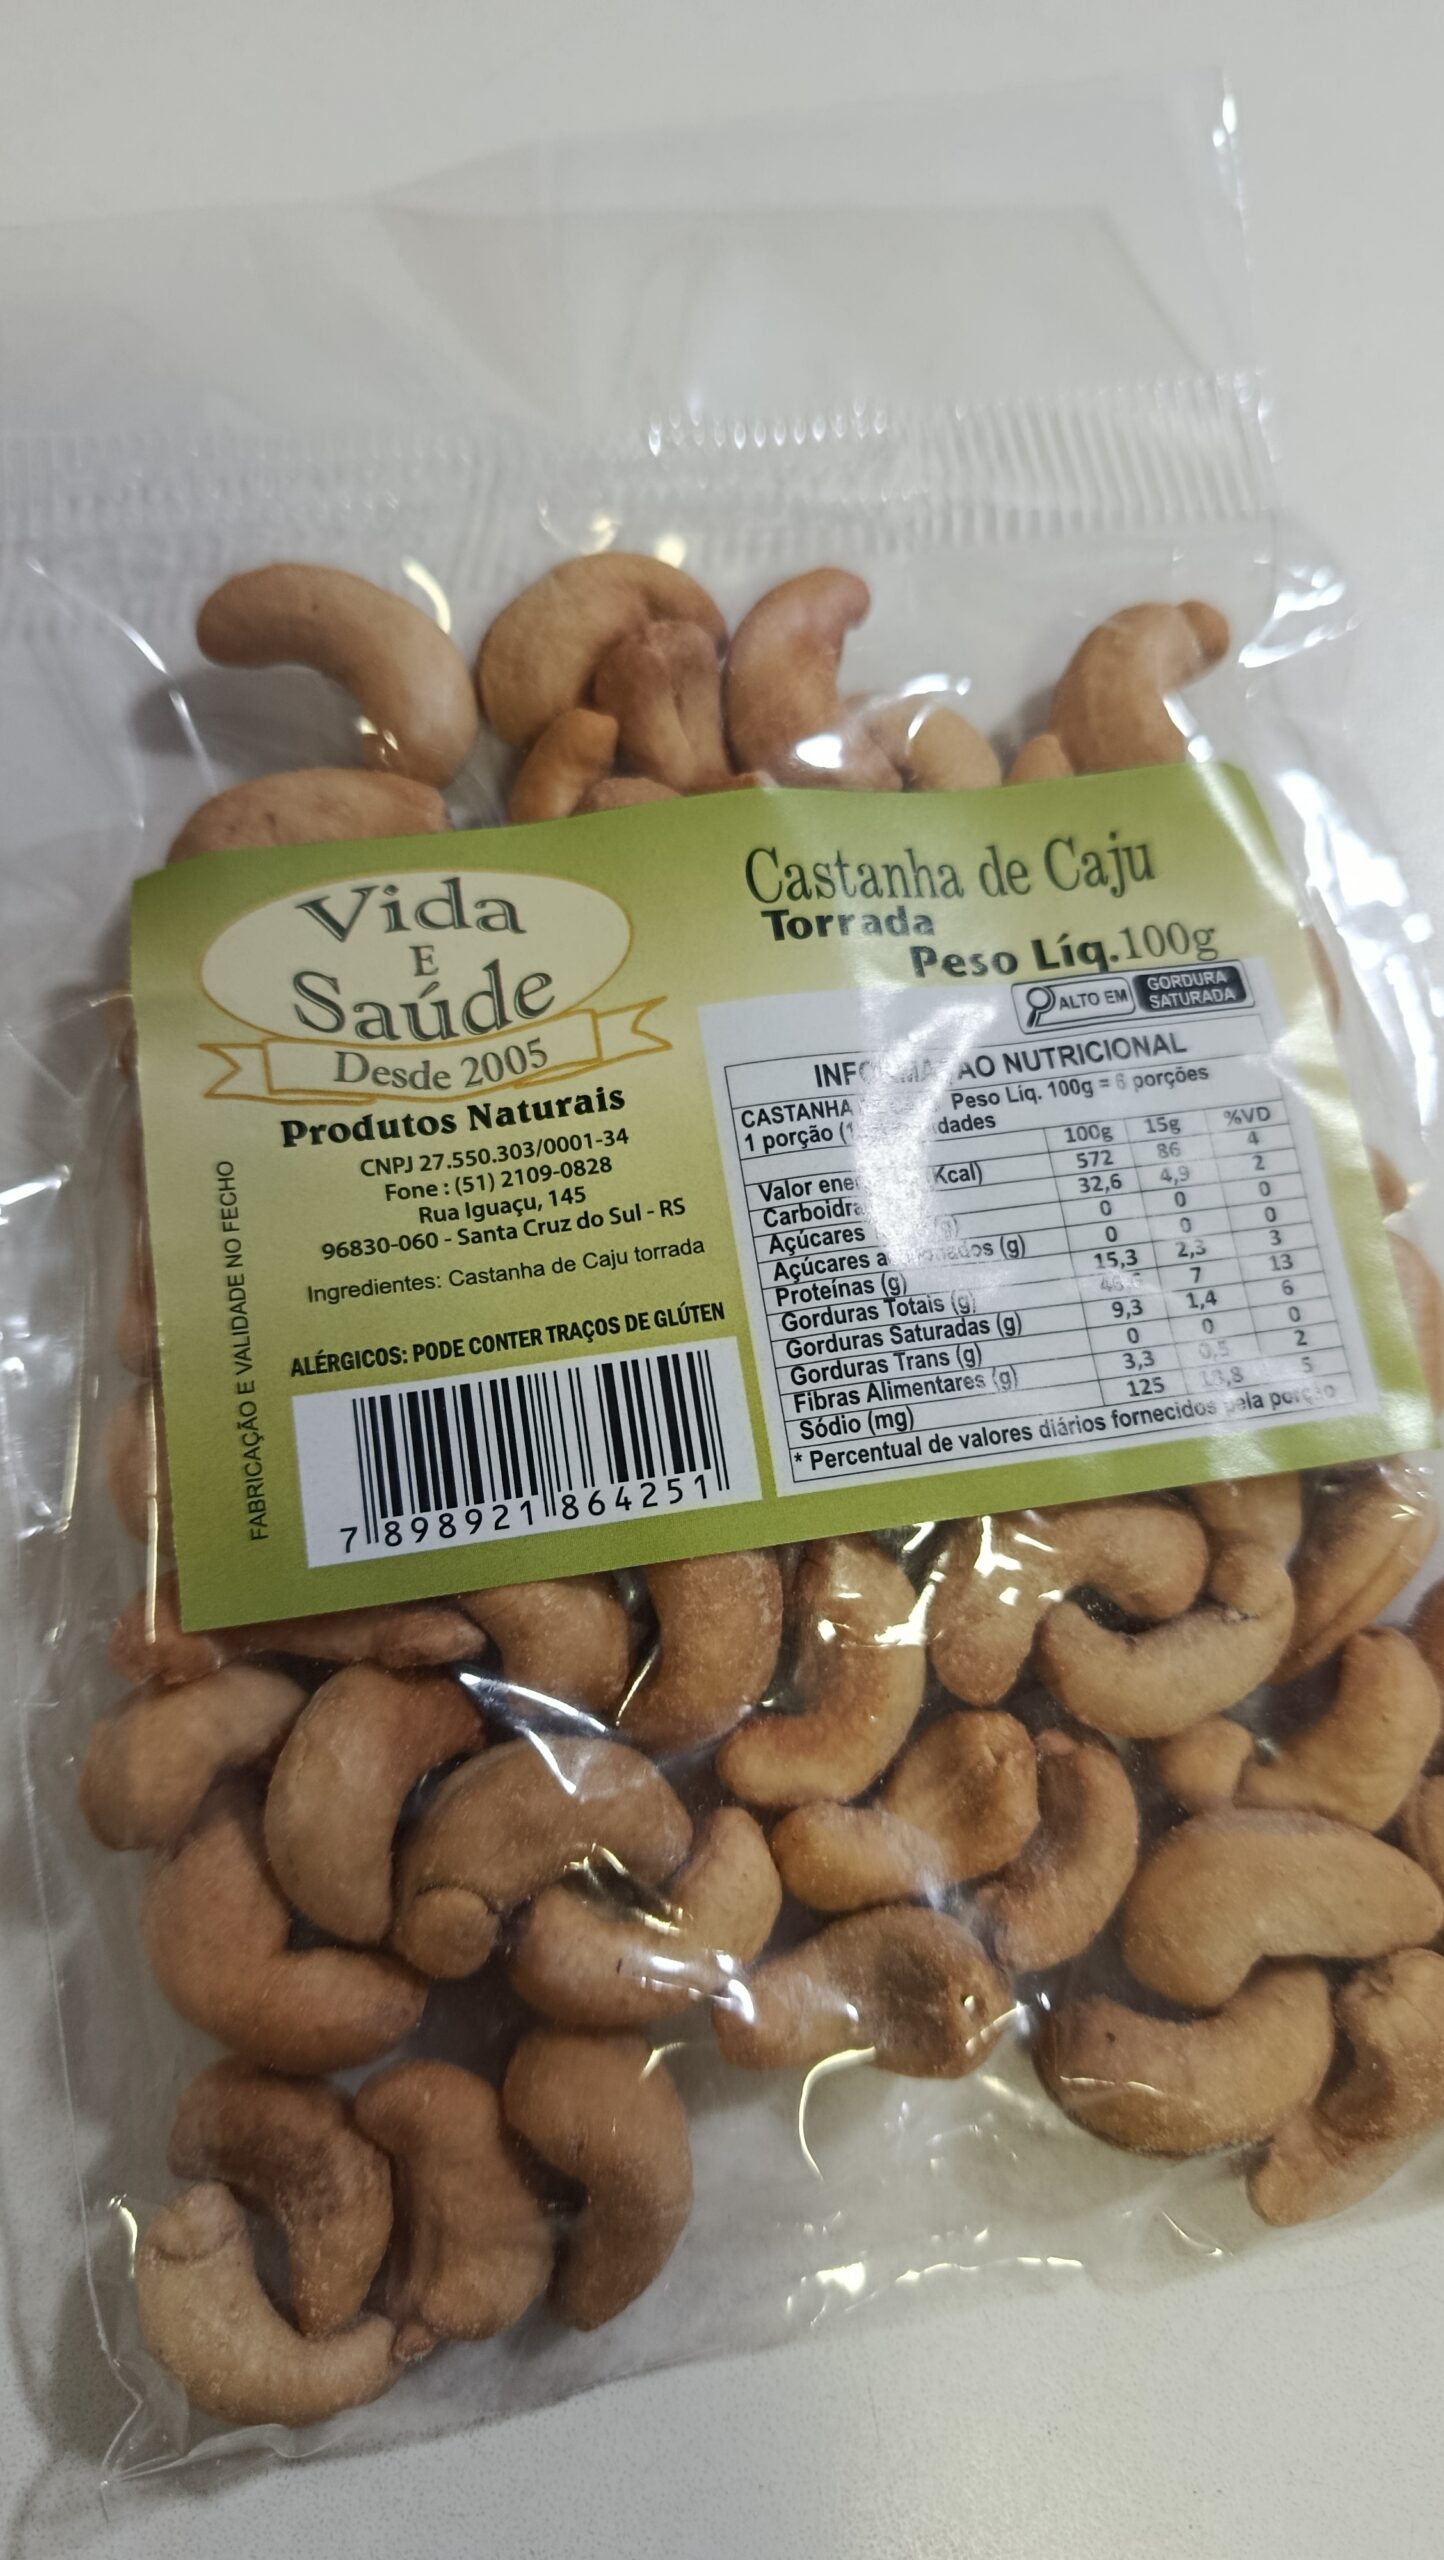 Vida
E
Saúde
Desde 2005
Produtos Naturais
CNPJ 27.550.303/0001-34
Fone : (51) 2109-0828
Rua Iguaçu, 145
96830-060 - Santa Cruz do Sul - RS
Ingredientes: Castanha de Caju torrada
ALÉRGICOS: PODE CONTER TRAÇOS DE GLÚTEN
7 898921 864251
FABRICAÇÃO E VALIDADE NO FECHO
Castanha de Caju
Torrada
Peso Líq.100g
ALTO EM GORDURA
SATURADA
NUTRICIONAL
CASTANHA Peso Liq. 100g = 6 porções
1 porção
100g 15g %VD
Valor Kcal) 572 86 4
32,6 4,9 2
Açúcares 0 0 0
Açúcares (g) 0 0 0
Proteínas (g) 15,3 2,3 3
Gorduras Totais (g) 7 13
Gorduras Saturadas (g) 9,3 1,4 6
Gorduras Trans (g) 0 0 0
Fibras Alimentares (g) 3,3 0,5 2
Sódio (mg) 125 5
* Percentual de valores diários fornecidos pela porção